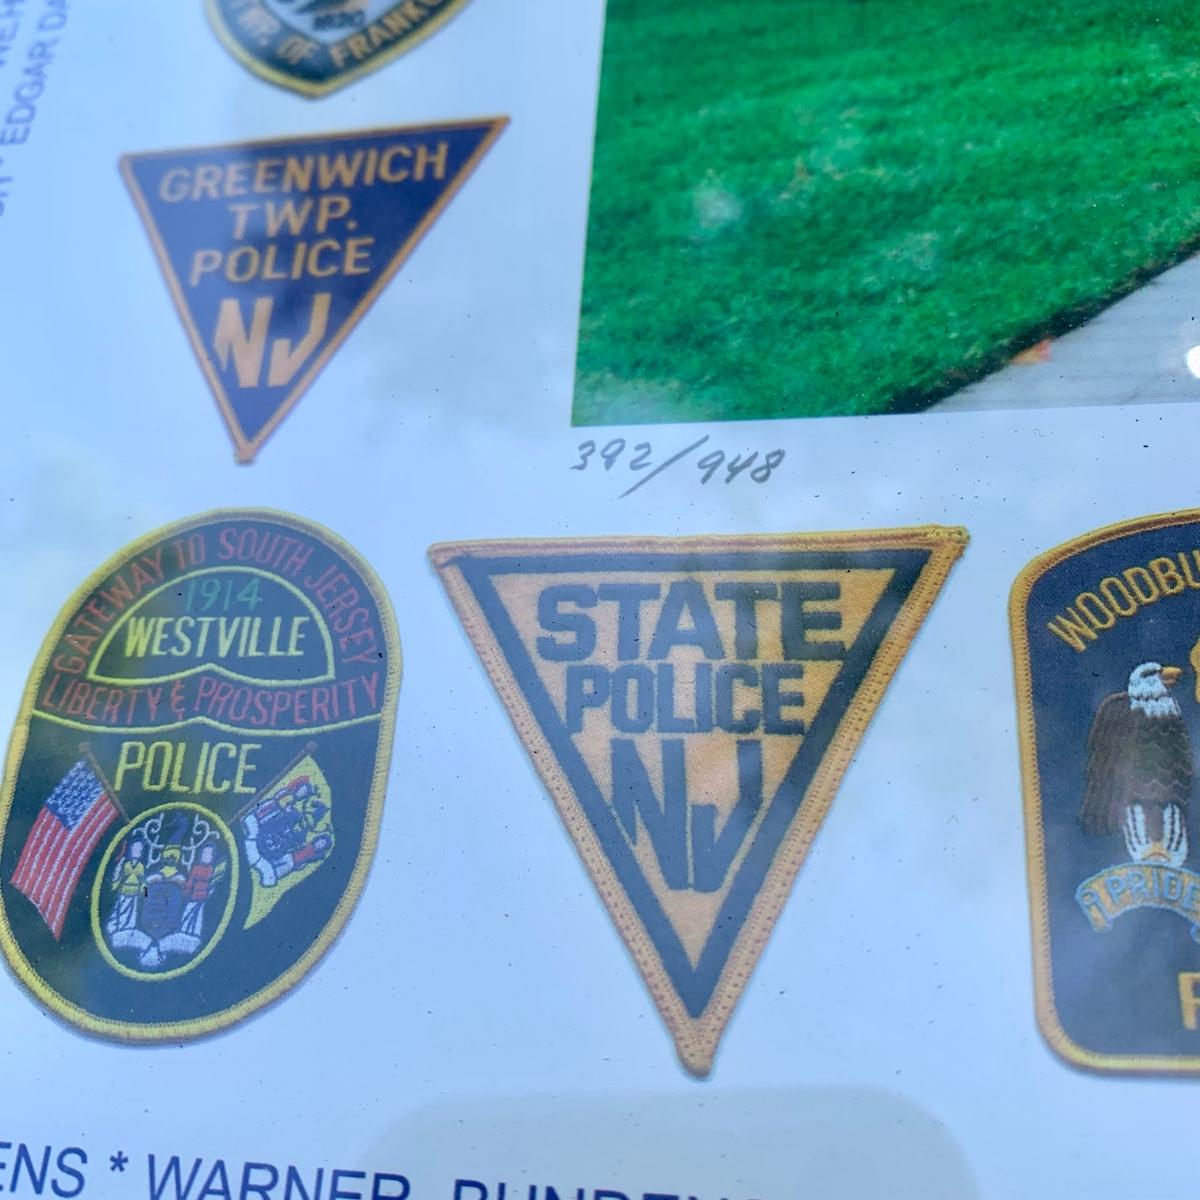 TWP. OF FRANK
EDGAR DA
GREENWICH
TWP.
POLICE
NJ
392/948
GATEWAY TO SOUTH JERSEY
1914
WESTVILLE
LIBERTY & PROSPERITY
POLICE
STATE
POLICE
NJ
WOODBU
PRIDE
ENS * WARNER